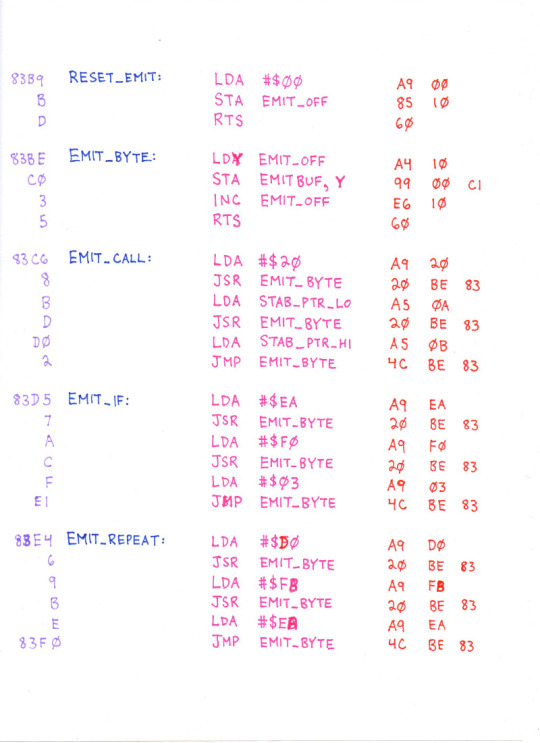 83B9 RESET_EMIT: LDA #$ØØ A9 ØØ
B STA EMIT_OFF 85 1Ø
D RTS 6Ø
83BE EMIT_BYTE: LDY EMIT_OFF A4 1Ø
CØ STA EMITBUF,Y 99 ØØ C1
3 INC EMIT_OFF E6 1Ø
5 RTS 6Ø
83C6 EMIT_CALL: LDA #$2Ø A9 2Ø
8 JSR EMIT_BYTE 2Ø BE 83
B LDA STAB_PTR_LO A5 ØA
D JSR EMIT_BYTE 2Ø BE 83
DØ LDA STAB_PTR_HI A5 ØB
2 JMP EMIT_BYTE 4C BE 83
83D5 EMIT_IF: LDA #$EA A9 EA
7 JSR EMIT_BYTE 2Ø BE 83
A LDA #$FØ A9 FØ
C JSR EMIT_BYTE 2Ø BE 83
F LDA #$Ø3 A9 Ø3
E1 JMP EMIT_BYTE 4C BE 83
83E4 EMIT_REPEAT: LDA #$DØ A9 DØ
6 JSR EMIT_BYTE 2Ø BE 83
9 LDA #$FB A9 FB
B JSR EMIT_BYTE 2Ø BE 83
E LDA #$EA A9 EA
83FØ JMP EMIT_BYTE 4C BE 83